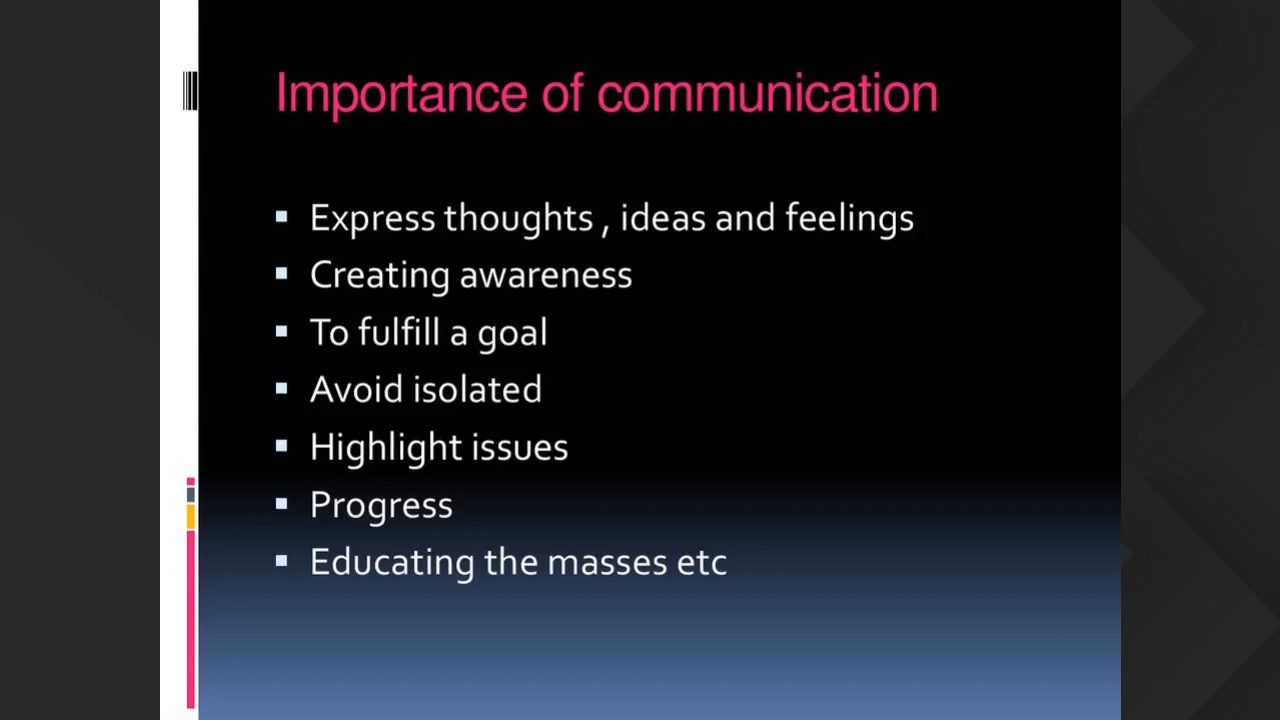 Importance of communication
Express thoughts , ideas and feelings
Creating awareness
To fulfill a goal
Avoid isolated
Highlight issues
Progress
Educating the masses etc